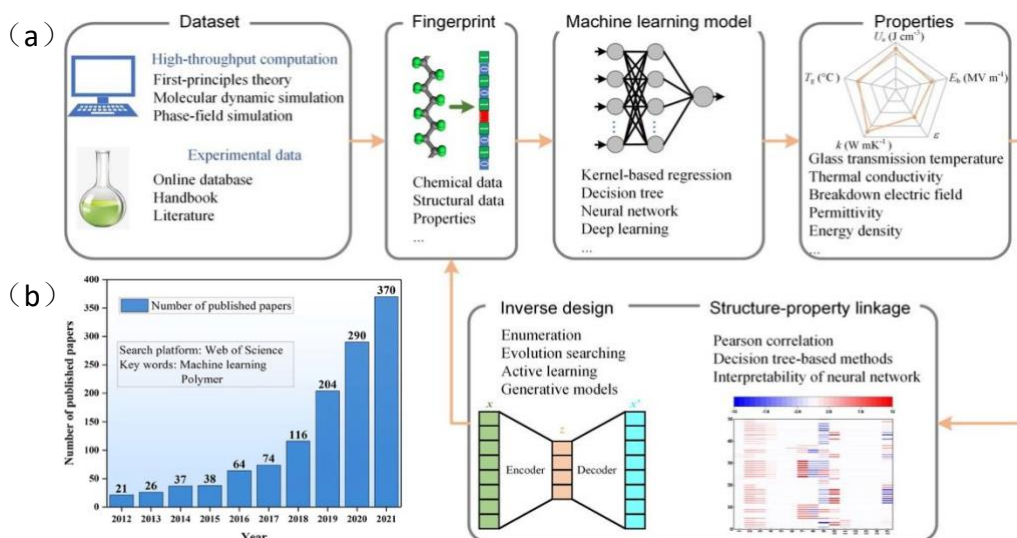 （a）
Dataset
High-throughput computation
First-principles theory
Molecular dynamic simulation
Phase-field simulation
Experimental data
Online database
Handbook
Literature
Fingerprint
Chemical data
Structural data
Properties
...
Machine learning model
Kernel-based regression
Decision tree
Neural network
Deep learning
...
Properties
Uₑ (J cm⁻³)
T_g (°C)
E_b (MV m⁻¹)
k (W mK⁻¹)
ε
Glass transmission temperature
Thermal conductivity
Breakdown electric field
Permittivity
Energy density
...
（b）
Number of published papers
400
350
300
250
200
150
100
50
0
Number of published papers
Search platform: Web of Science
Key words: Machine learning
Polymer
21
26
37
38
64
74
116
204
290
370
2012 2013 2014 2015 2016 2017 2018 2019 2020 2021
Year
Inverse design
Enumeration
Evolution searching
Active learning
Generative models
x
z
x'
Encoder
Decoder
Structure-property linkage
Pearson correlation
Decision tree-based methods
Interpretability of neural network